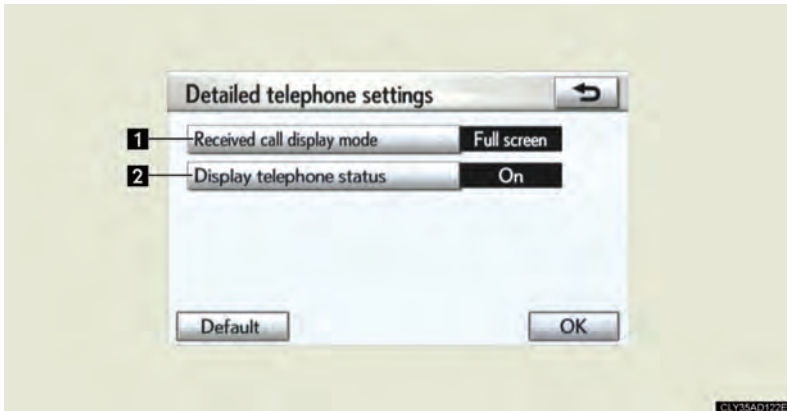 Detailed telephone settings
1 Received call display mode Full screen
2 Display telephone status On
Default OK
CLY35AD122E